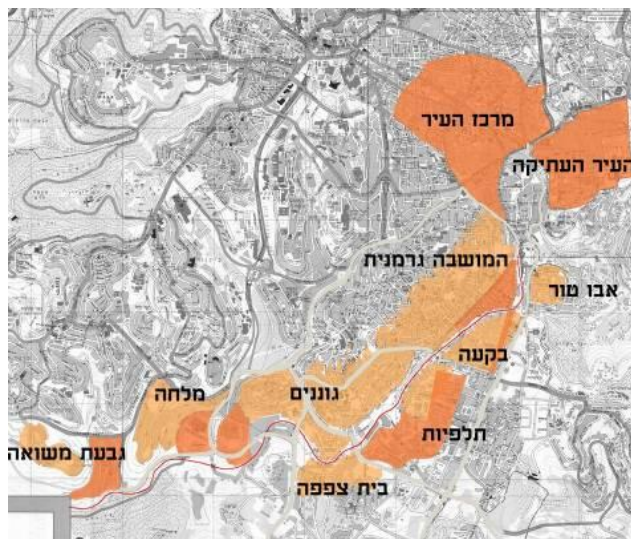 מרכז העיר
העיר העתיקה
המושבה גרמנית
אבו טור
בקעה
מלחה
גוננים
תלפיות
גבעת משואה
בית צפפה